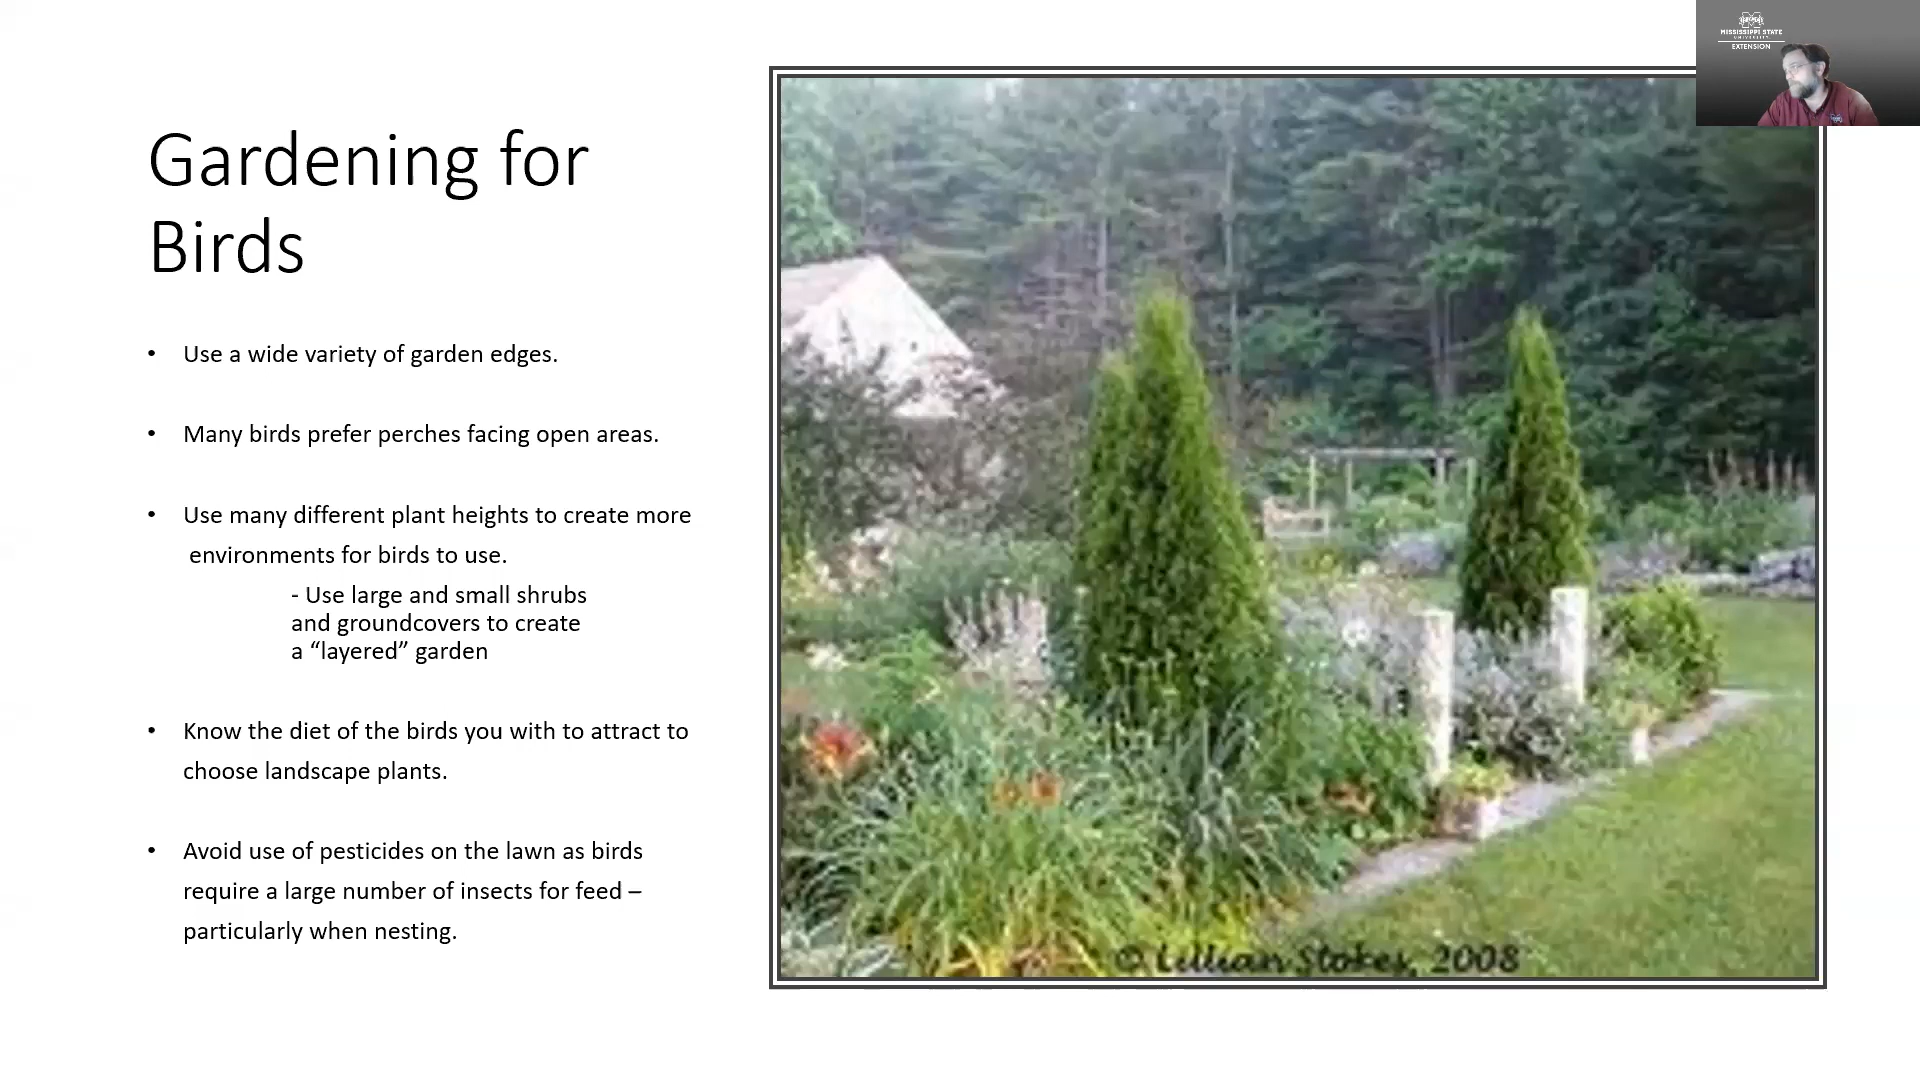 MISSISSIPPI STATE
UNIVERSITY
EXTENSION
Gardening for
Birds
• Use a wide variety of garden edges.
• Many birds prefer perches facing open areas.
• Use many different plant heights to create more
environments for birds to use.
- Use large and small shrubs
and groundcovers to create
a “layered” garden
• Know the diet of the birds you with to attract to
choose landscape plants.
• Avoid use of pesticides on the lawn as birds
require a large number of insects for feed –
particularly when nesting.
© Lillian Stokes, 2008